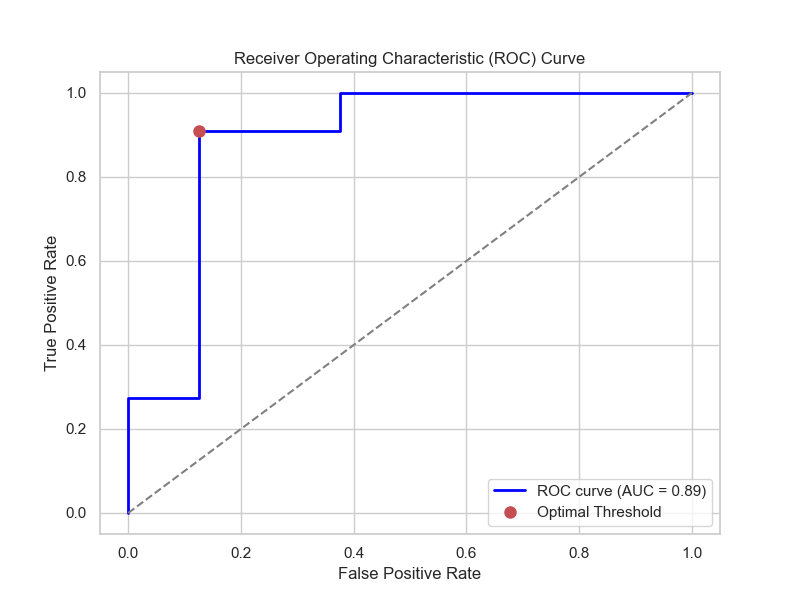 Receiver Operating Characteristic (ROC) Curve
1.0
0.8
0.6
0.4
0.2
0.0
True Positive Rate
0.0 0.2 0.4 0.6 0.8 1.0
False Positive Rate
ROC curve (AUC = 0.89)
Optimal Threshold